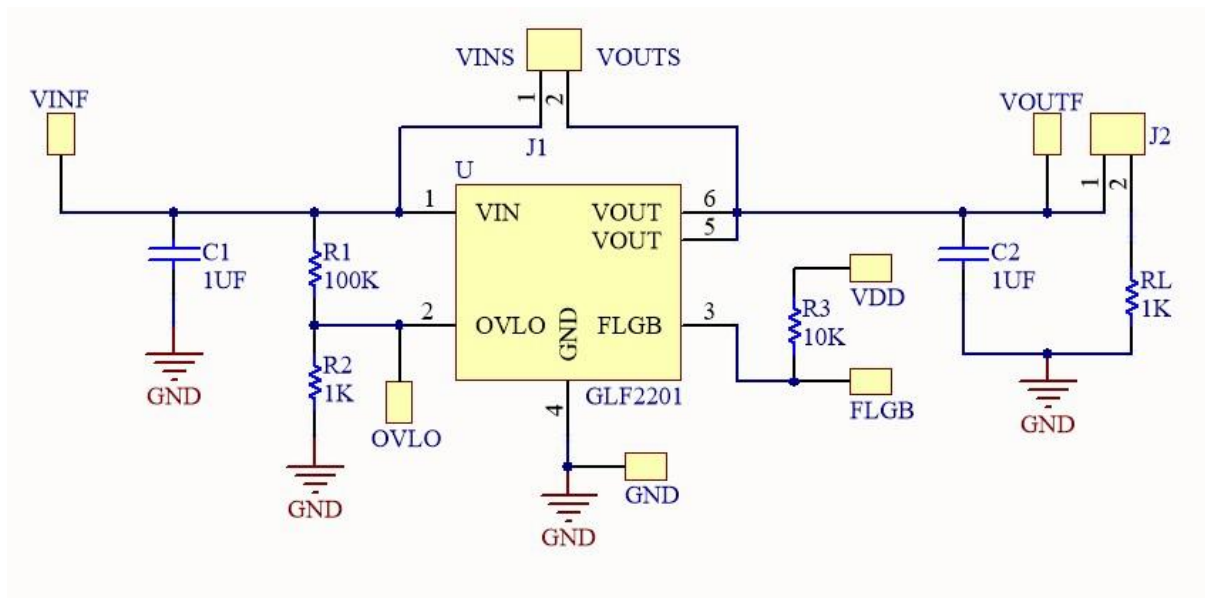 VINS
VOUTS
1
2
J1
VINF
VOUTF
J2
1
2
U
1
VIN
VOUT
6
VOUT
5
C1
1UF
R1
100K
C2
1UF
RL
1K
VDD
R3
10K
2
OVLO
GND
FLGB
3
R2
1K
GLF2201
FLGB
GND
OVLO
4
GND
GND
GND
GND